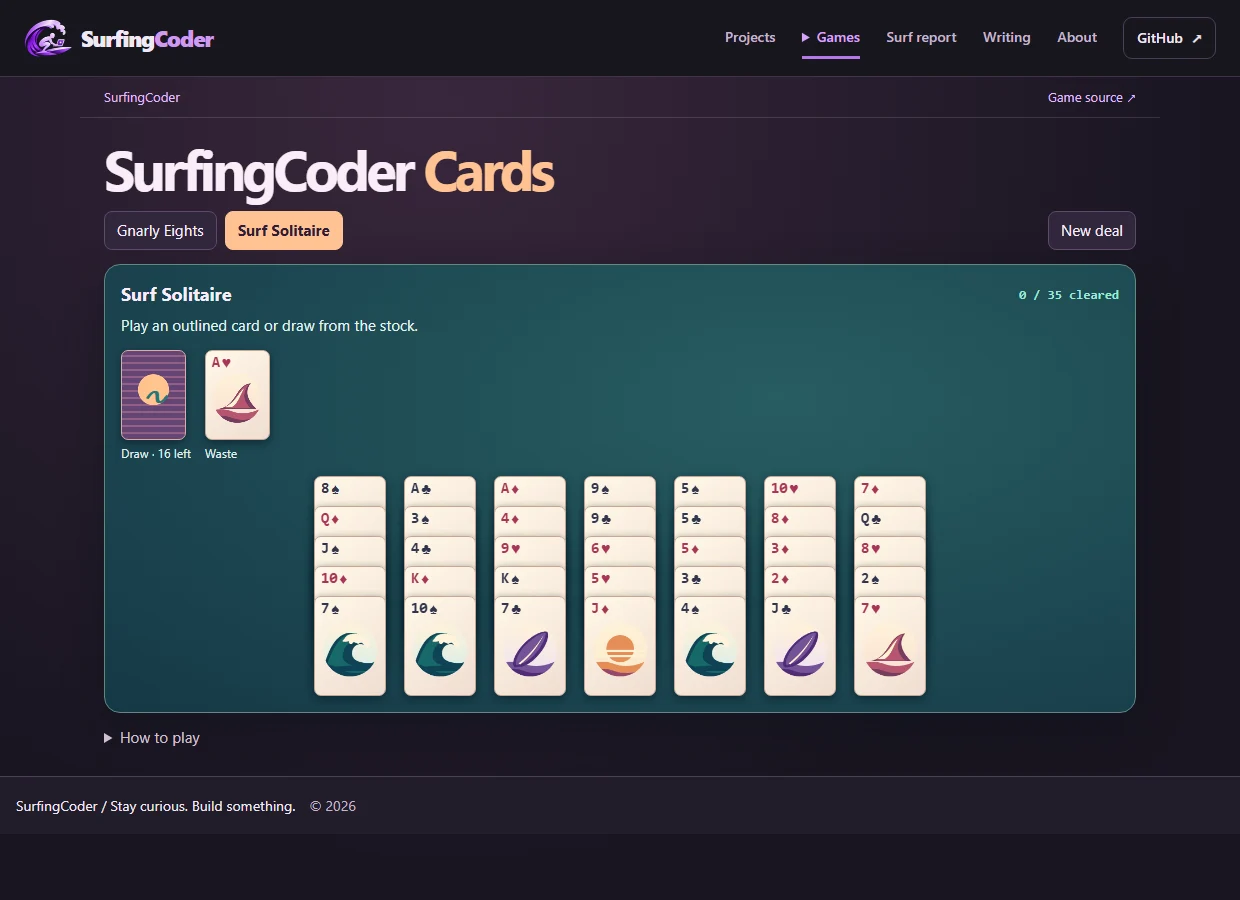 SurfingCoder
Projects
▶ Games
Surf report
Writing
About
GitHub ↗
SurfingCoder
Game source ↗
SurfingCoder Cards
Gnarly Eights
Surf Solitaire
New deal
Surf Solitaire
0 / 35 cleared
Play an outlined card or draw from the stock.
A♥
Draw · 16 left
Waste
8♠ A♣ A♦ 9♠ 5♠ 10♥ 7♦
Q♦ 3♠ 4♦ 9♣ 5♣ 8♦ Q♣
J♠ 4♣ 9♥ 6♥ 5♦ 3♦ 8♥
10♦ K♦ K♠ 5♥ 3♣ 2♦ 2♠
7♠ 10♠ 7♣ J♦ 4♠ J♣ 7♥
▶ How to play
SurfingCoder / Stay curious. Build something. © 2026